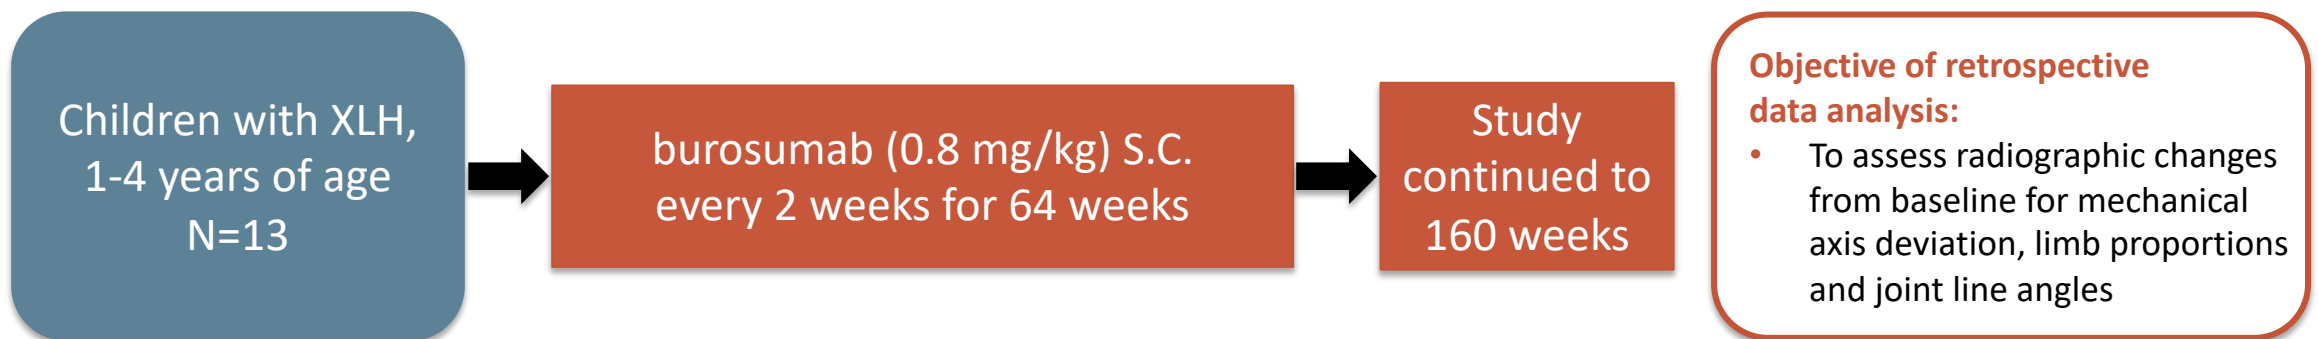 Children with XLH,
1-4 years of age
N=13
burosumab (0.8 mg/kg) S.C.
every 2 weeks for 64 weeks
Study
continued to
160 weeks
Objective of retrospective
data analysis:
• To assess radiographic changes
from baseline for mechanical
axis deviation, limb proportions
and joint line angles